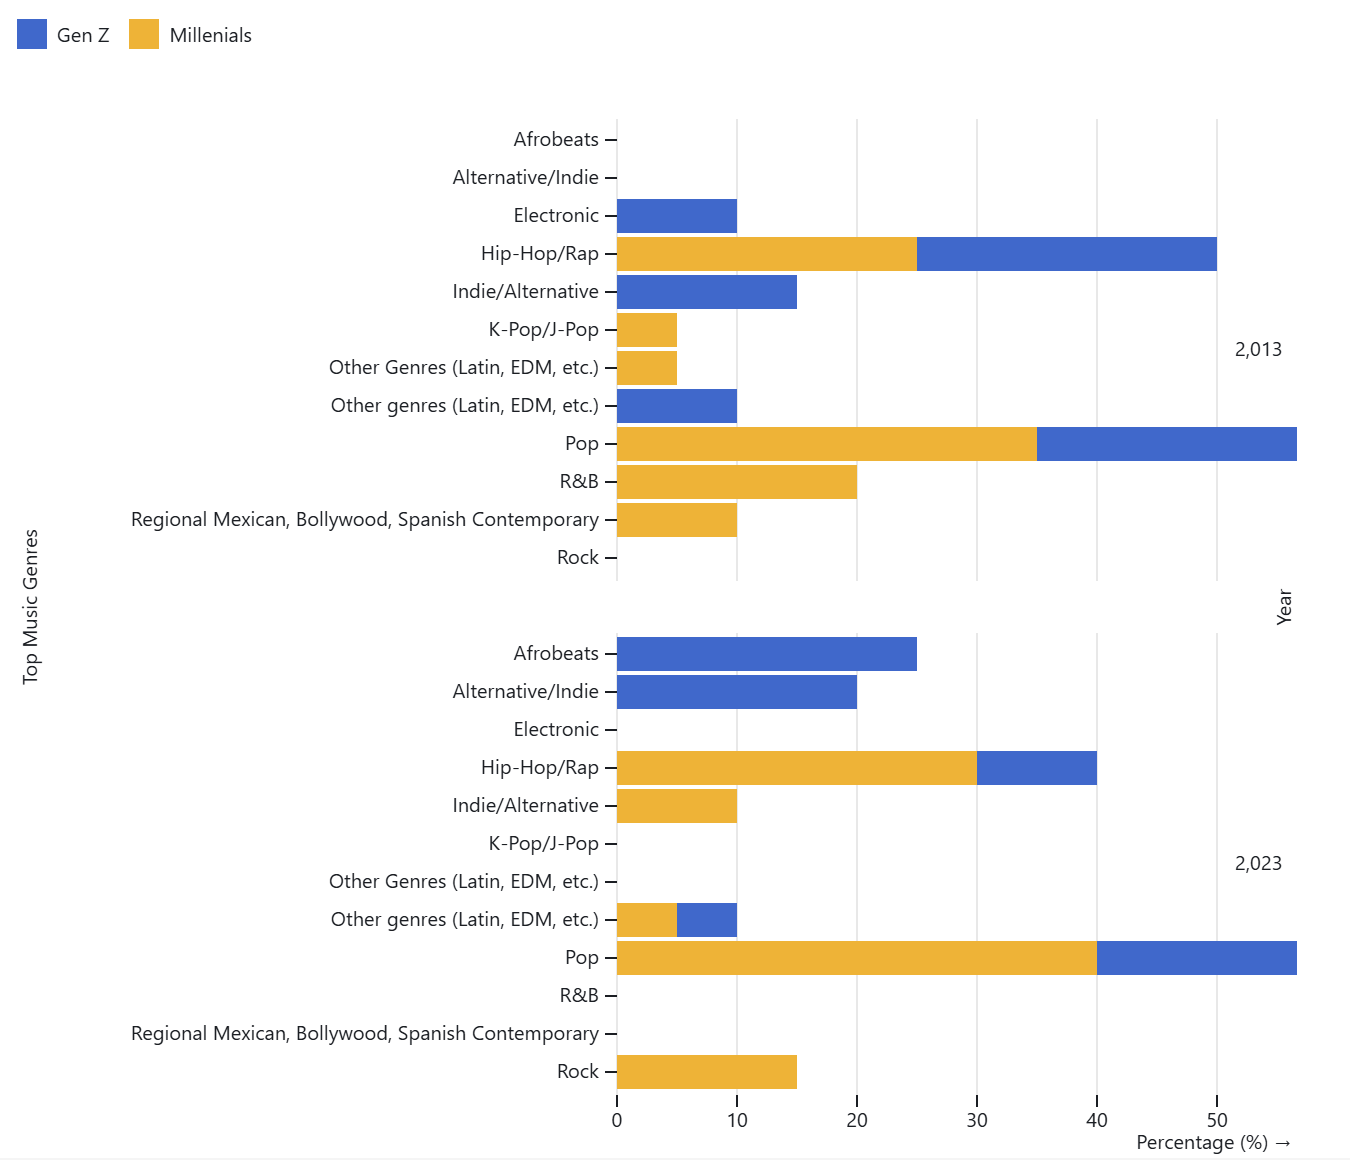 Gen Z Millenials
Afrobeats
Alternative/Indie
Electronic
Hip-Hop/Rap
Indie/Alternative
K-Pop/J-Pop
Other Genres (Latin, EDM, etc.)
Other genres (Latin, EDM, etc.)
Pop
R&B
Regional Mexican, Bollywood, Spanish Contemporary
Rock
2,013
Top Music Genres
Year
Afrobeats
Alternative/Indie
Electronic
Hip-Hop/Rap
Indie/Alternative
K-Pop/J-Pop
Other Genres (Latin, EDM, etc.)
Other genres (Latin, EDM, etc.)
Pop
R&B
Regional Mexican, Bollywood, Spanish Contemporary
Rock
2,023
0 10 20 30 40 50
Percentage (%) →